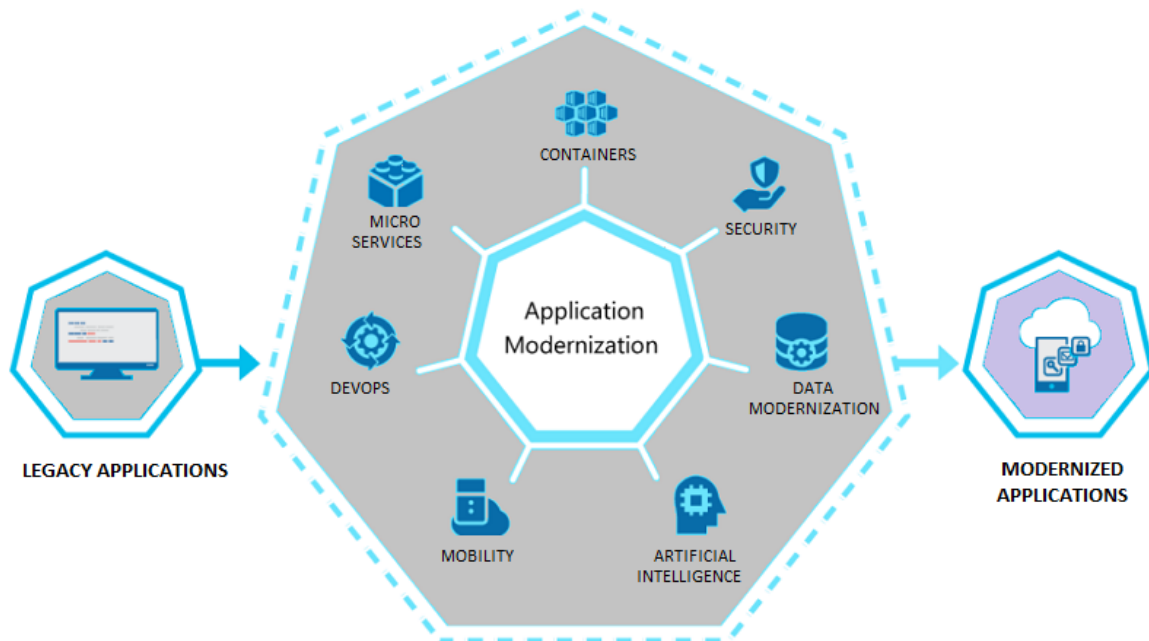 CONTAINERS
MICRO
SERVICES
SECURITY
Application
Modernization
DEVOPS
DATA
MODERNIZATION
LEGACY APPLICATIONS
MODERNIZED
APPLICATIONS
MOBILITY
ARTIFICIAL
INTELLIGENCE